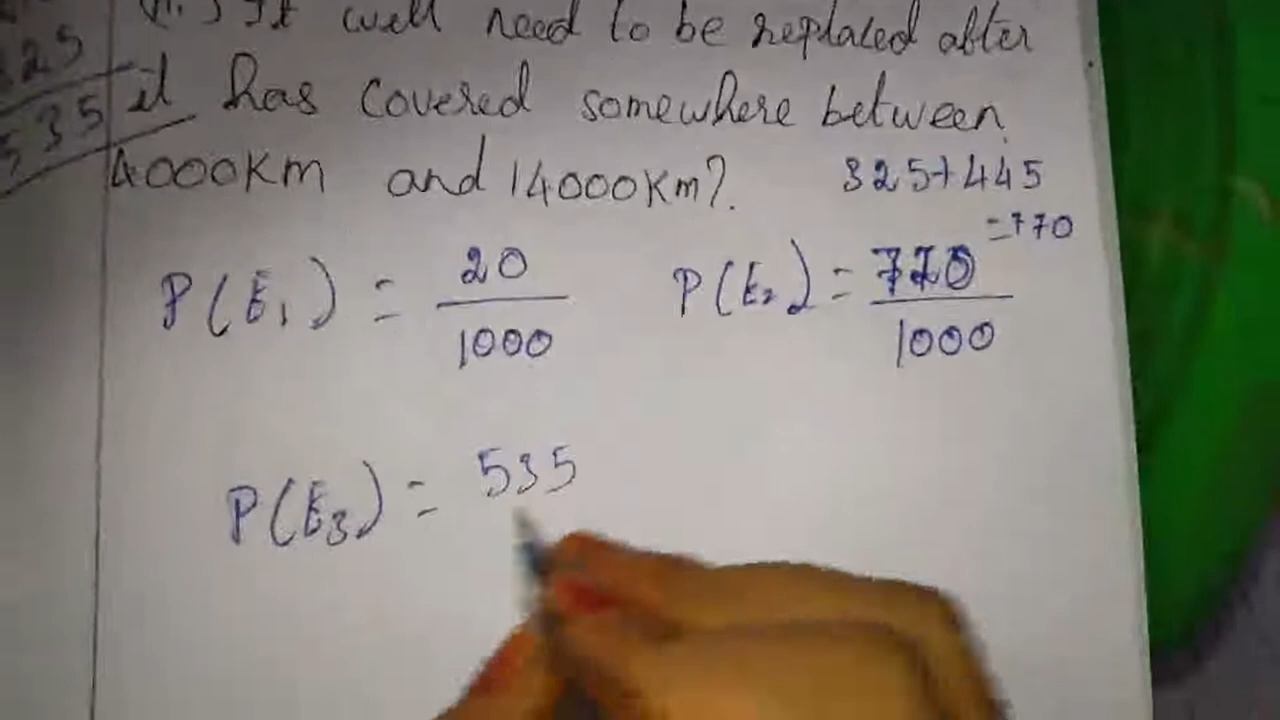 It will need to be replaced after
25
it has covered somewhere between
535
4000km and 14000km?.
325+445
=770
P(E₁) = 20/1000
P(E₂) = 770/1000
P(E₃) = 535